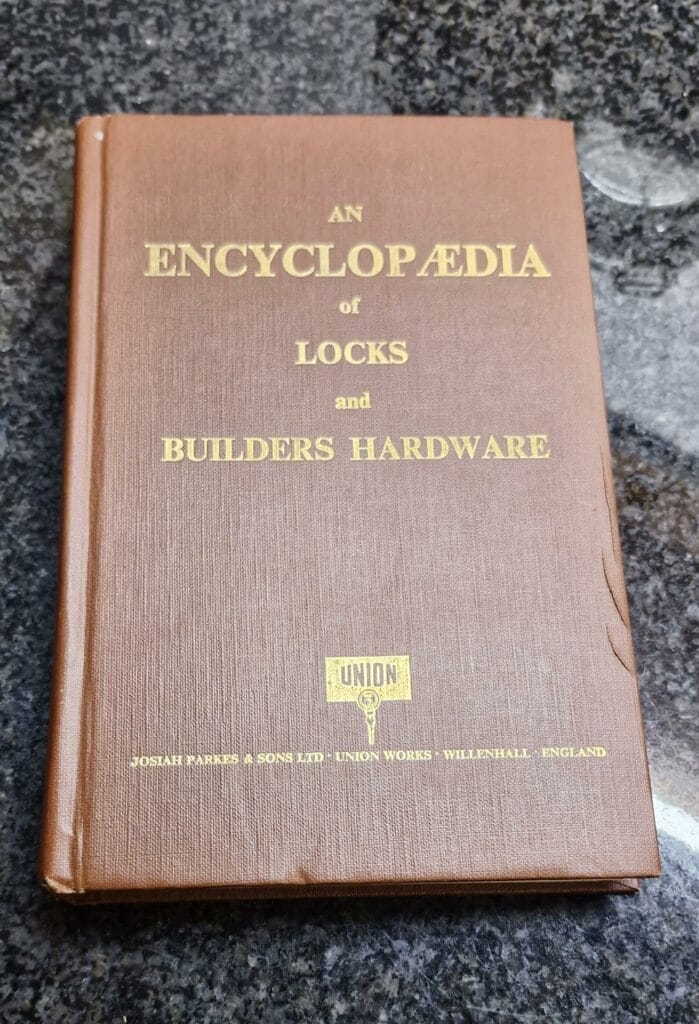 AN
ENCYCLOPÆDIA
of
LOCKS
and
BUILDERS HARDWARE
UNION
JOSIAH PARKES & SONS LTD · UNION WORKS · WILLENHALL · ENGLAND